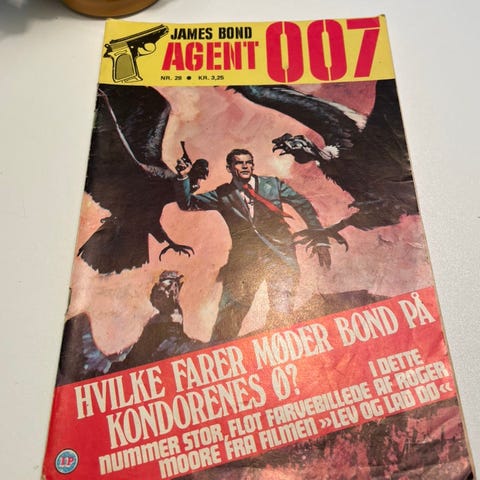 JAMES BOND
AGENT 007
NR. 28 ● KR. 3,25
HVILKE FARER MØDER BOND PÅ
KONDORENES Ø?
I DETTE
NUMMER STOR, FLOT FARVEBILLEDE AF ROGER
MOORE FRA FILMEN »LEV OG LAD DØ«